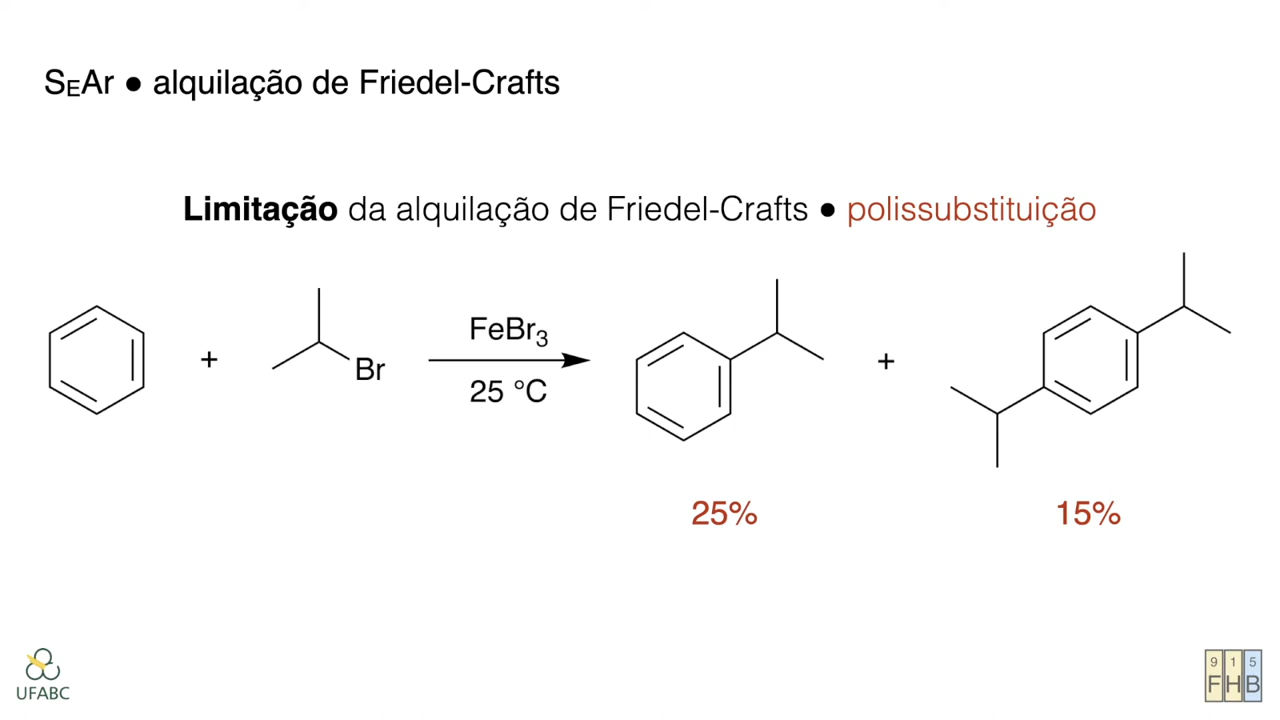 SEAr ● alquilação de Friedel-Crafts
Limitação da alquilação de Friedel-Crafts ● polissubstituição
+
Br
FeBr3
25 °C
+
25%
15%
UFABC
9 1 5
F H B